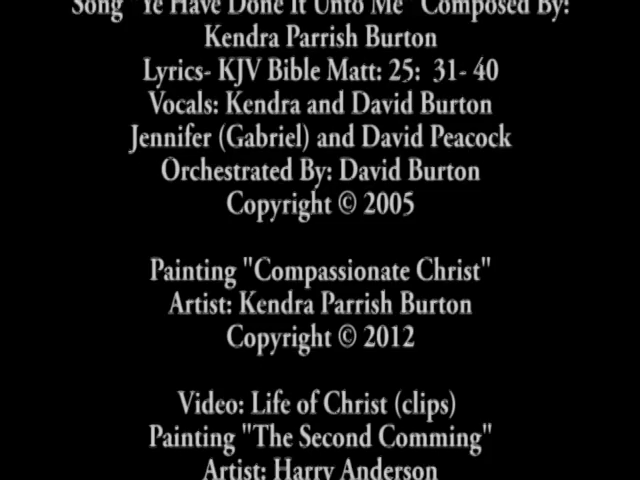 Song "Ye Have Done It Unto Me" Composed By:
Kendra Parrish Burton
Lyrics- KJV Bible Matt: 25: 31- 40
Vocals: Kendra and David Burton
Jennifer (Gabriel) and David Peacock
Orchestrated By: David Burton
Copyright © 2005
Painting "Compassionate Christ"
Artist: Kendra Parrish Burton
Copyright © 2012
Video: Life of Christ (clips)
Painting "The Second Comming"
Artist: Harry Anderson